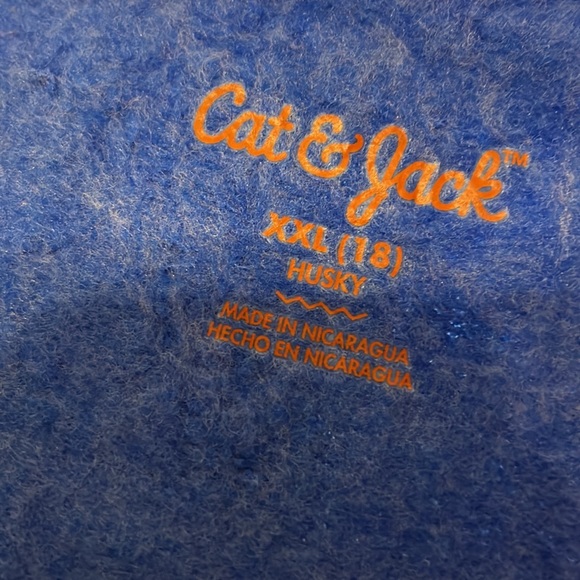 Cat & Jack™
XXL (18)
HUSKY
MADE IN NICARAGUA
HECHO EN NICARAGUA